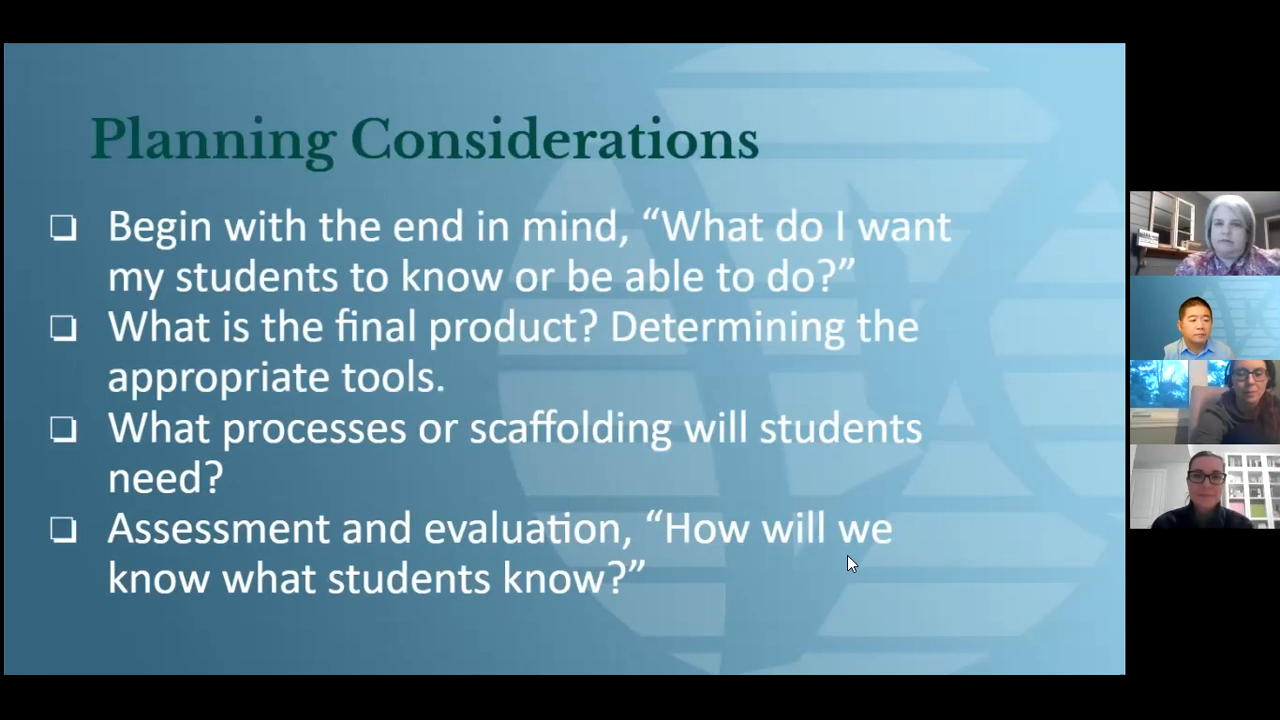 Planning Considerations
❏ Begin with the end in mind, “What do I want
my students to know or be able to do?”
❏ What is the final product? Determining the
appropriate tools.
❏ What processes or scaffolding will students
need?
❏ Assessment and evaluation, “How will we
know what students know?”